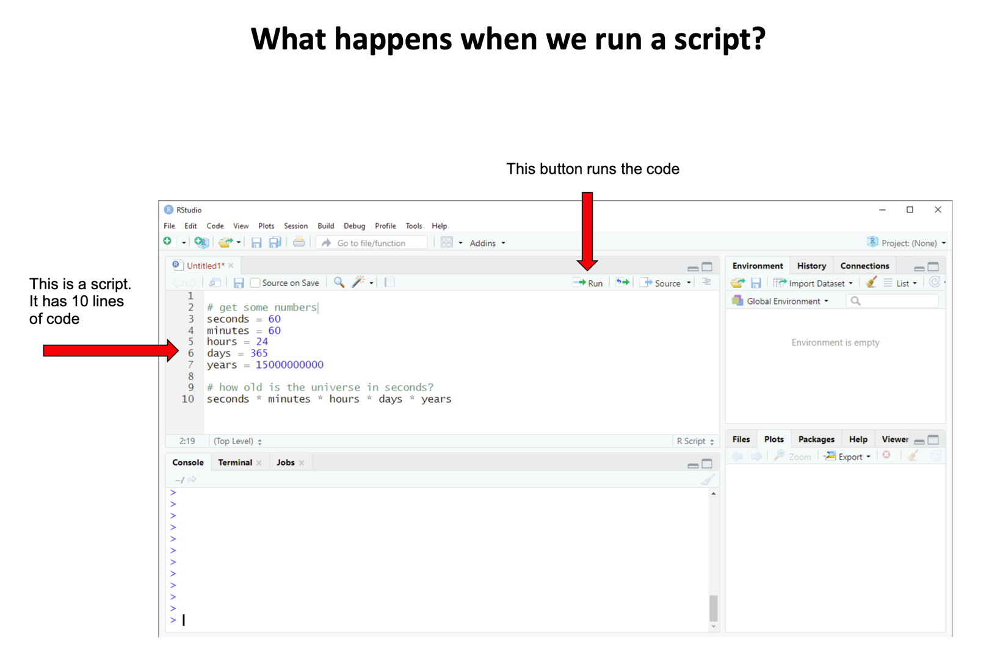 What happens when we run a script?
This button runs the code
This is a script.
It has 10 lines
of code
RStudio
File Edit Code View Plots Session Build Debug Profile Tools Help
Go to file/function Addins Project: (None)
Untitled1*
Source on Save Run Source
1
2 # get some numbers
3 seconds = 60
4 minutes = 60
5 hours = 24
6 days = 365
7 years = 15000000000
8
9 # how old is the universe in seconds?
10 seconds * minutes * hours * days * years
2:19 (Top Level) R Script
Console Terminal Jobs
~/
>
>
>
>
>
>
>
>
>
>
>
>
Environment History Connections
Import Dataset List
Global Environment
Environment is empty
Files Plots Packages Help Viewer
Zoom Export